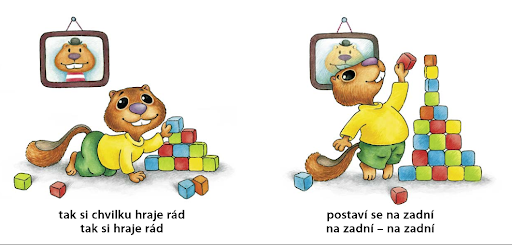 tak si chvilku hraje rád
tak si hraje rád
postaví se na zadní
na zadní – na zadní